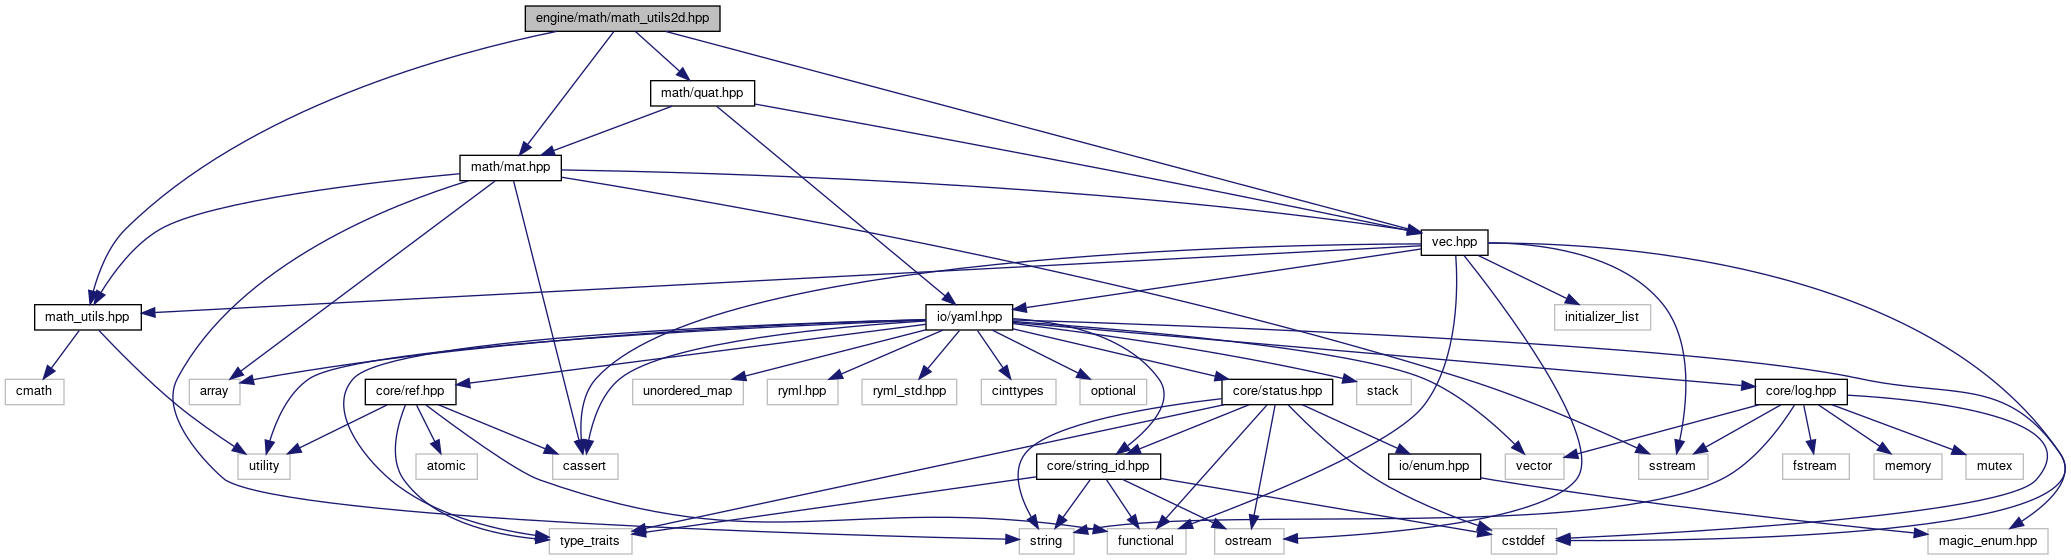 engine/math/math_utils2d.hpp
math/quat.hpp
math/mat.hpp
vec.hpp
math_utils.hpp
io/yaml.hpp
initializer_list
cmath
array
core/ref.hpp
unordered_map
ryml.hpp
ryml_std.hpp
cinttypes
optional
core/status.hpp
stack
core/log.hpp
utility
atomic
cassert
core/string_id.hpp
io/enum.hpp
vector
sstream
fstream
memory
mutex
type_traits
string
functional
ostream
cstddef
magic_enum.hpp